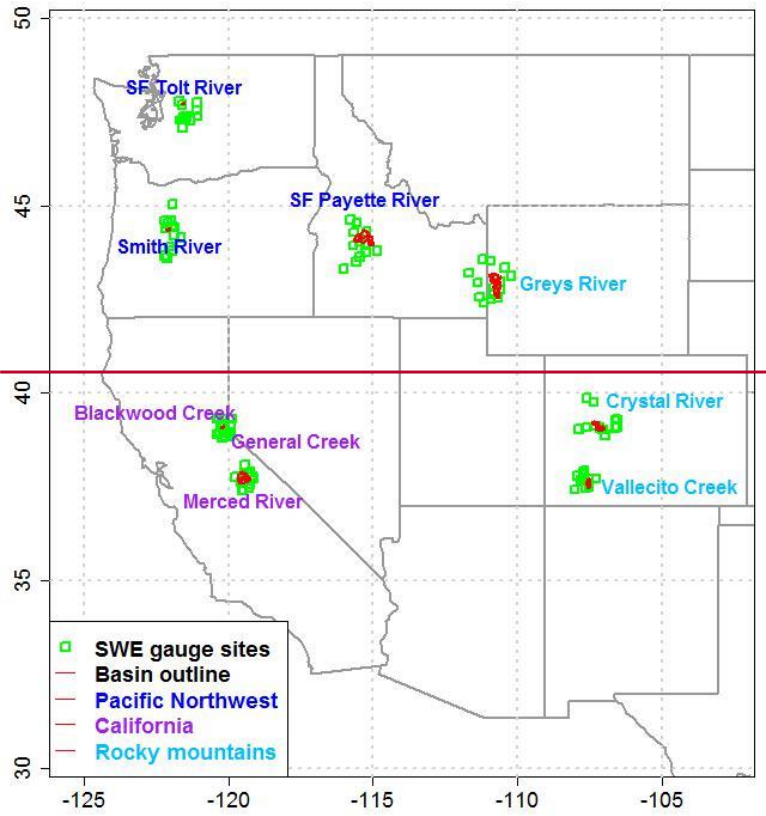 50
SF Tolt River
45
SF Payette River
Smith River
Greys River
40
Crystal River
Blackwood Creek
General Creek
Vallecito Creek
Merced River
35
SWE gauge sites
Basin outline
Pacific Northwest
California
Rocky mountains
30
-125 -120 -115 -110 -105